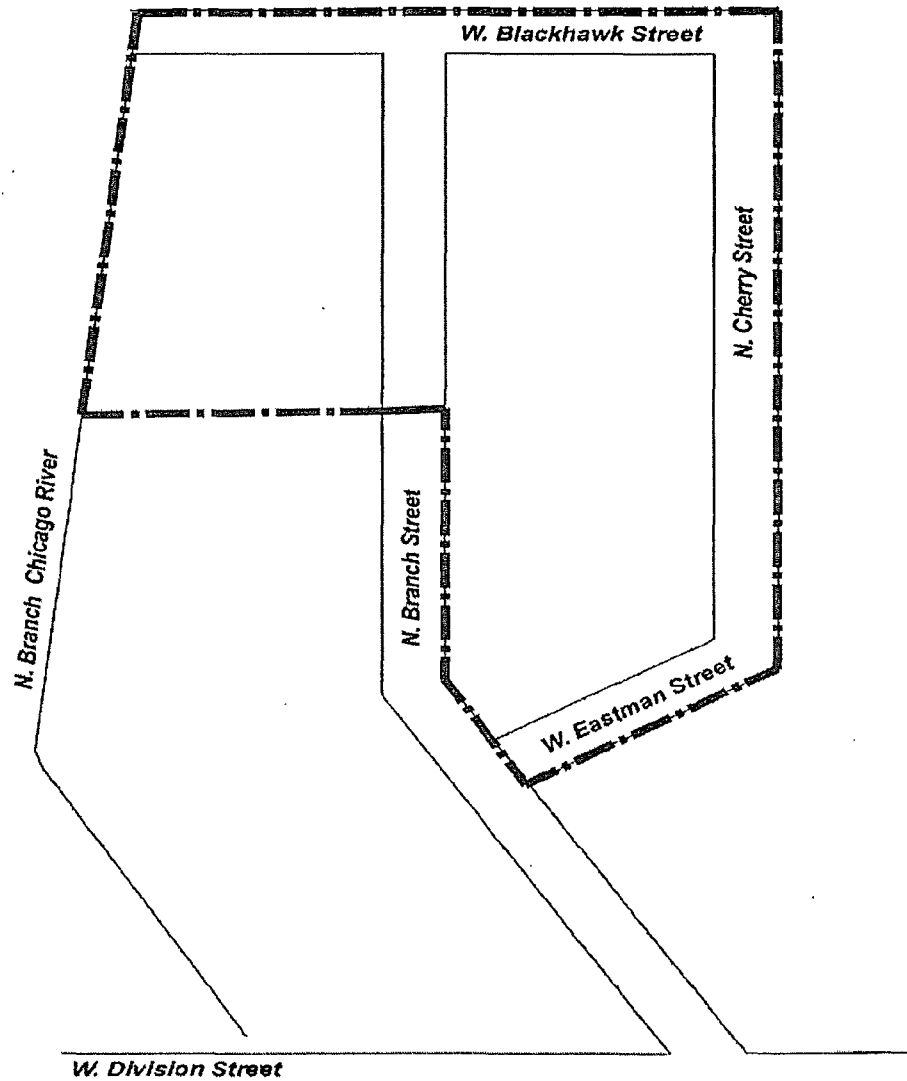 W. Blackhawk Street
N. Cherry Street
N. Branch Chicago River
N. Branch Street
W. Eastman Street
W. Division Street